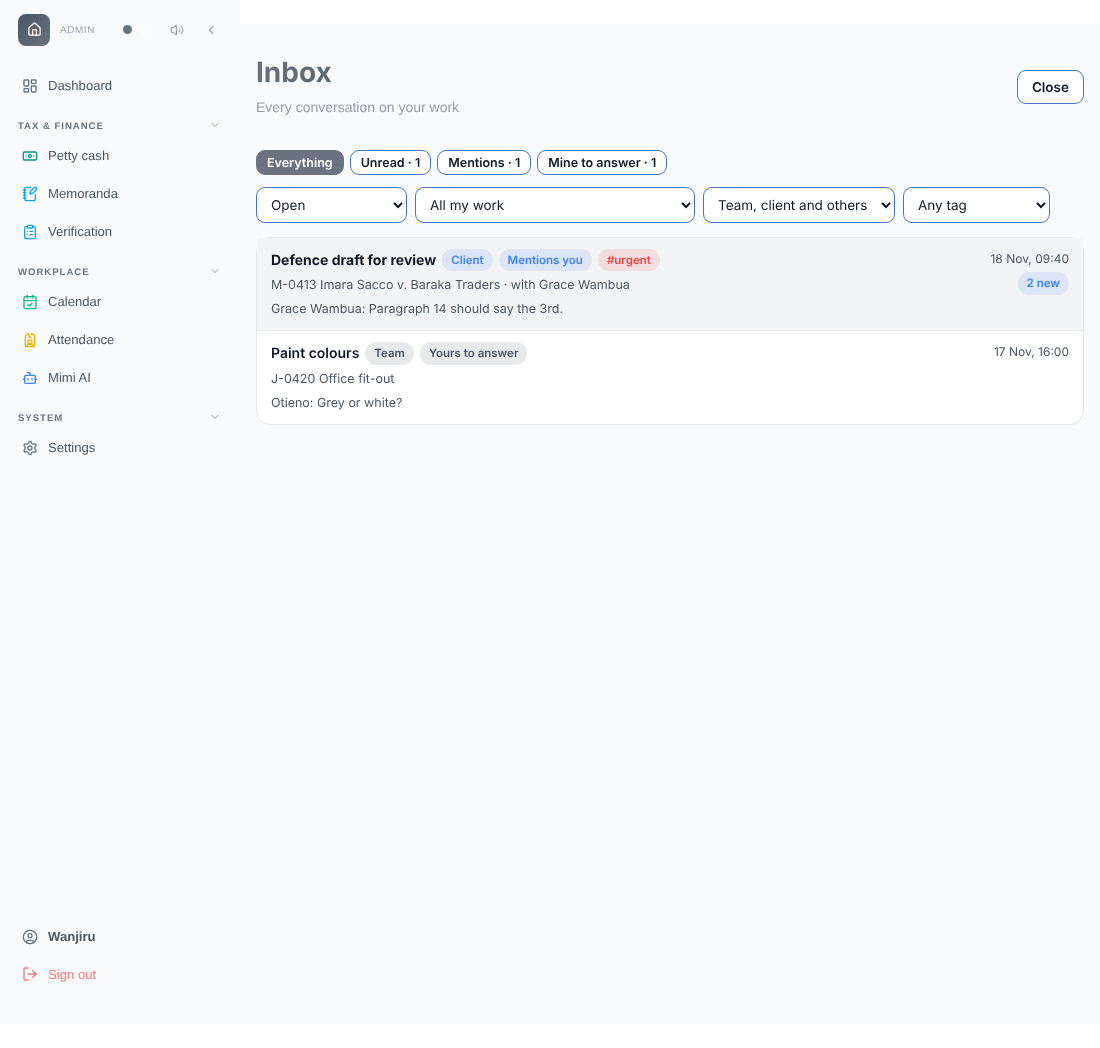 ADMIN
Dashboard
TAX & FINANCE
Petty cash
Memoranda
Verification
WORKPLACE
Calendar
Attendance
Mimi AI
SYSTEM
Settings
Wanjiru
Sign out
Inbox
Every conversation on your work
Close
Everything Unread · 1 Mentions · 1 Mine to answer · 1
Open All my work Team, client and others Any tag
Defence draft for review Client Mentions you #urgent 18 Nov, 09:40
M-0413 Imara Sacco v. Baraka Traders · with Grace Wambua 2 new
Grace Wambua: Paragraph 14 should say the 3rd.
Paint colours Team Yours to answer 17 Nov, 16:00
J-0420 Office fit-out
Otieno: Grey or white?